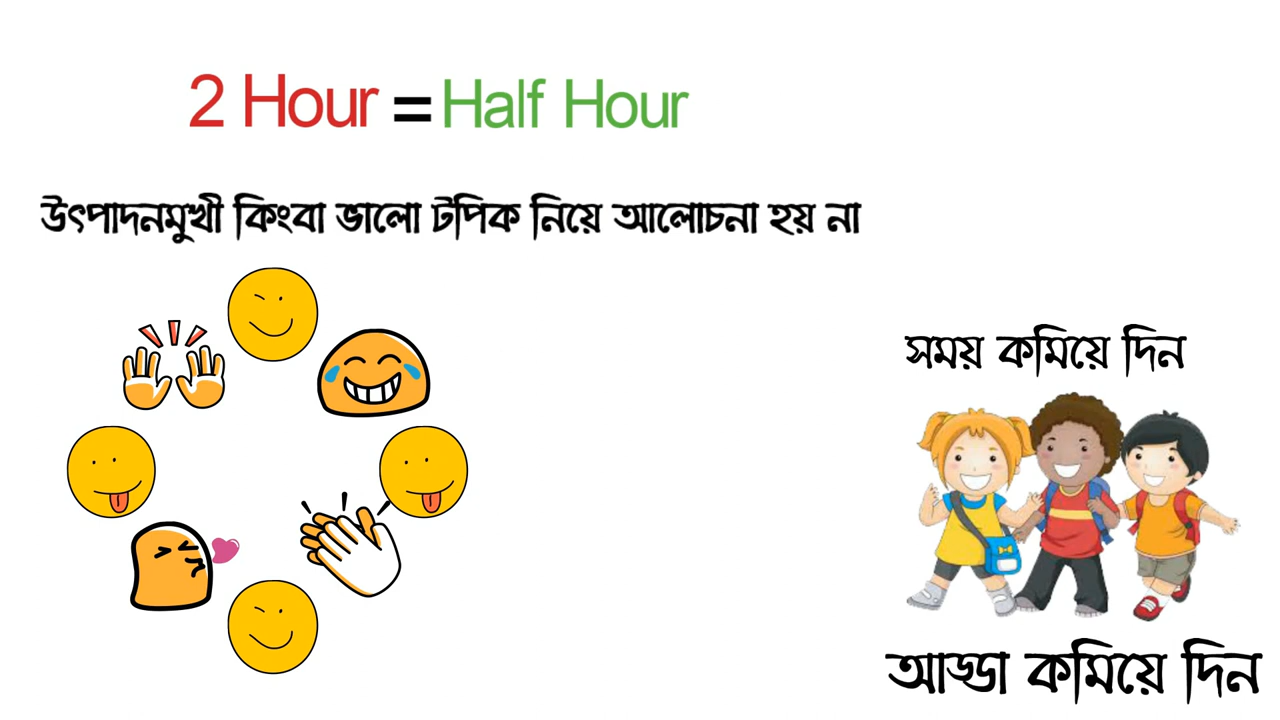 2 Hour = Half Hour
উৎপাদনমুখী কিংবা ভালো টপিক নিয়ে আলোচনা হয় না
সময় কমিয়ে দিন
আড্ডা কমিয়ে দিন